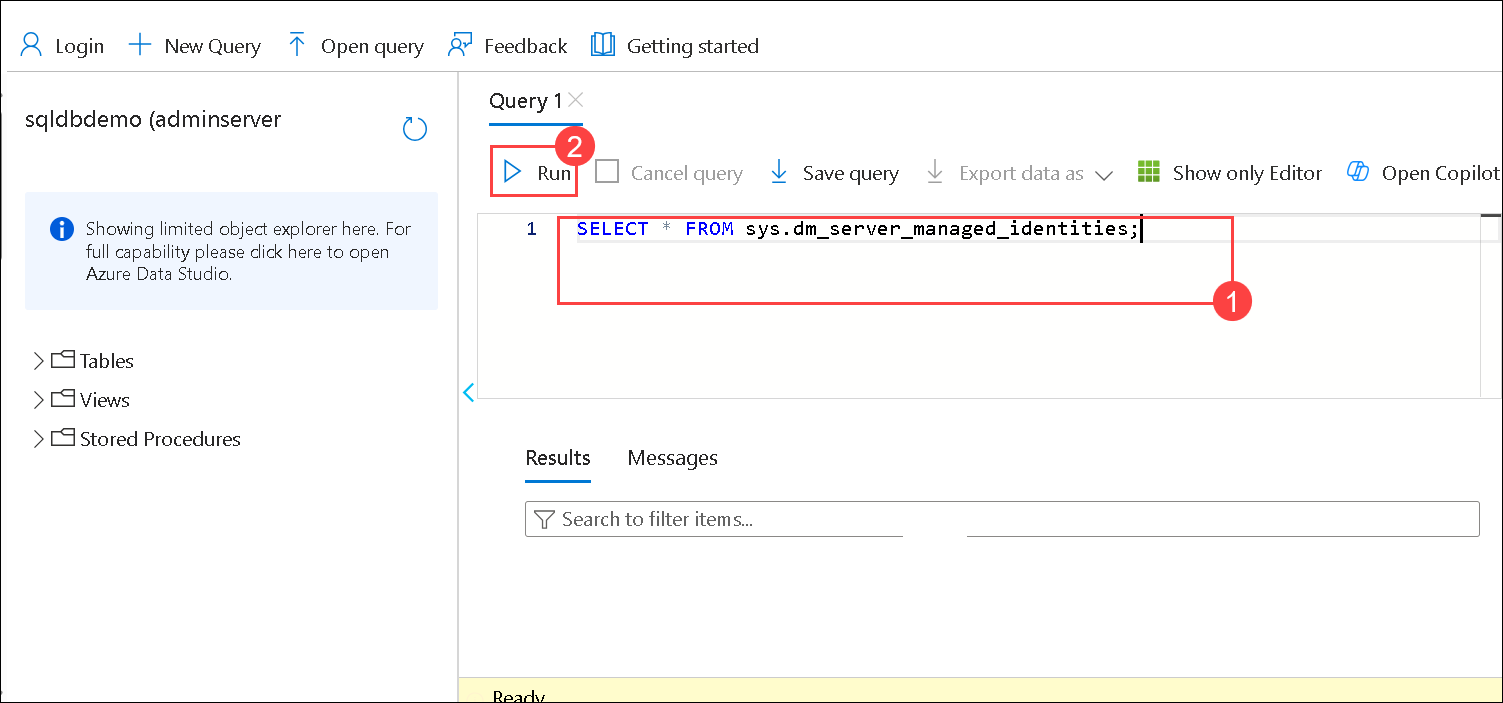 Login New Query Open query Feedback Getting started
sqldbdemo (adminserver
Showing limited object explorer here. For
full capability please click here to open
Azure Data Studio.
Tables
Views
Stored Procedures
Query 1
2
Run Cancel query Save query Export data as Show only Editor Open Copilot
1 SELECT * FROM sys.dm_server_managed_identities;
1
Results Messages
Search to filter items...
Ready